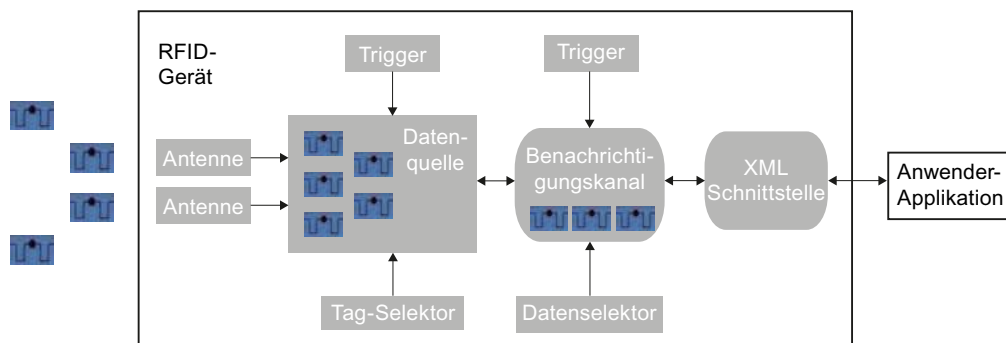 RFID-
Gerät
Trigger
Trigger
Antenne
Antenne
Daten-
quelle
Benachrichti-
gungskanal
XML
Schnittstelle
Anwender-
Applikation
Tag-Selektor
Datenselektor